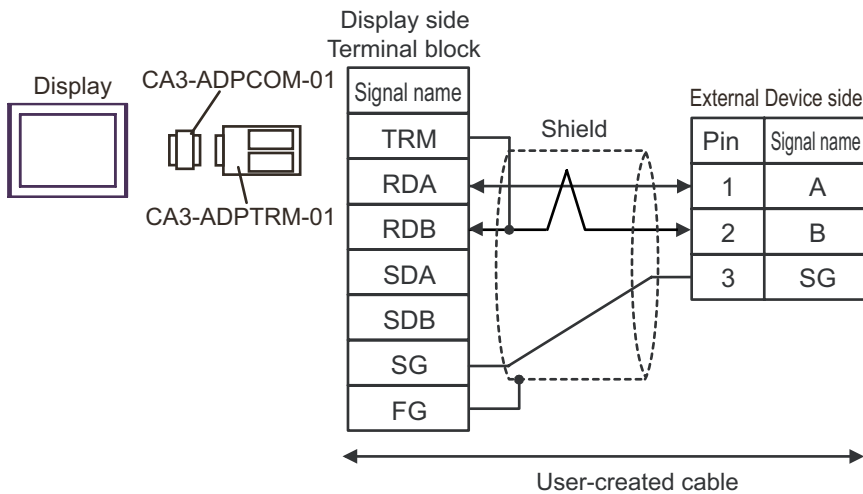 Display side
Terminal block
Display
CA3-ADPCOM-01
CA3-ADPTRM-01
Signal name
TRM
RDA
RDB
SDA
SDB
SG
FG
Shield
External Device side
Pin Signal name
1 A
2 B
3 SG
User-created cable